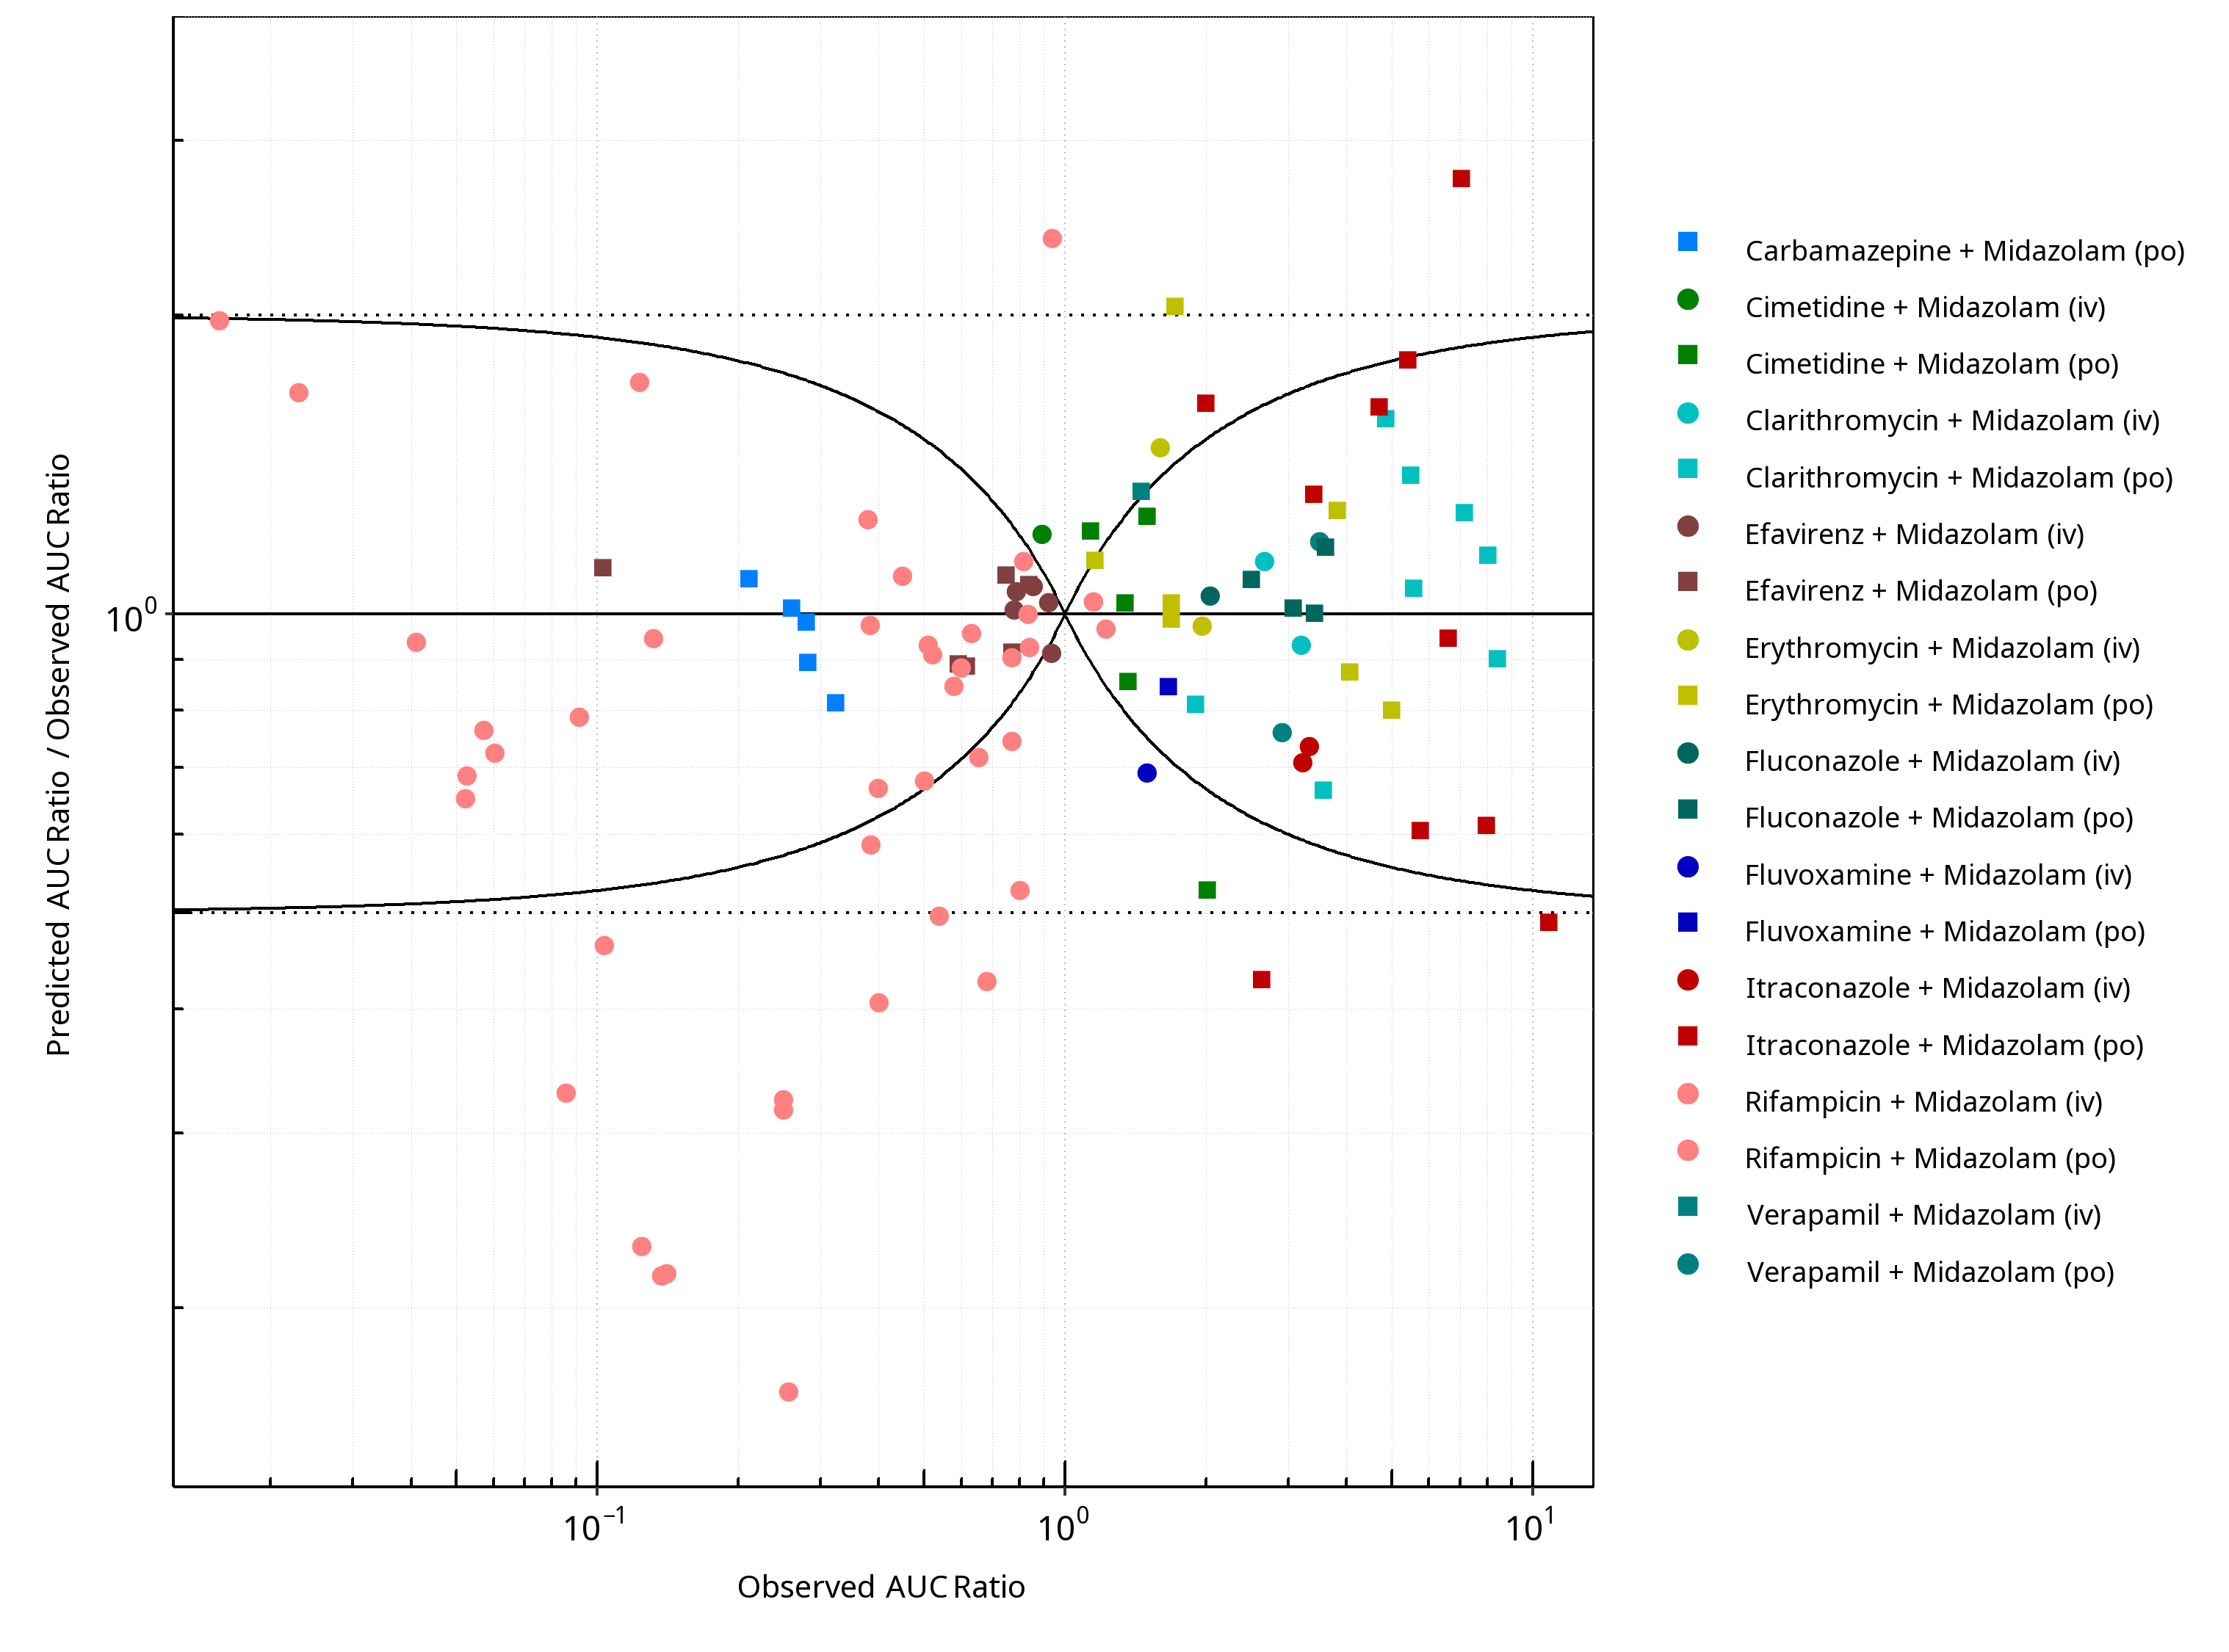 Predicted AUC Ratio / Observed AUC Ratio
10^0
10^−1
10^0
10^1
Observed AUC Ratio
Carbamazepine + Midazolam (po)
Cimetidine + Midazolam (iv)
Cimetidine + Midazolam (po)
Clarithromycin + Midazolam (iv)
Clarithromycin + Midazolam (po)
Efavirenz + Midazolam (iv)
Efavirenz + Midazolam (po)
Erythromycin + Midazolam (iv)
Erythromycin + Midazolam (po)
Fluconazole + Midazolam (iv)
Fluconazole + Midazolam (po)
Fluvoxamine + Midazolam (iv)
Fluvoxamine + Midazolam (po)
Itraconazole + Midazolam (iv)
Itraconazole + Midazolam (po)
Rifampicin + Midazolam (iv)
Rifampicin + Midazolam (po)
Verapamil + Midazolam (iv)
Verapamil + Midazolam (po)